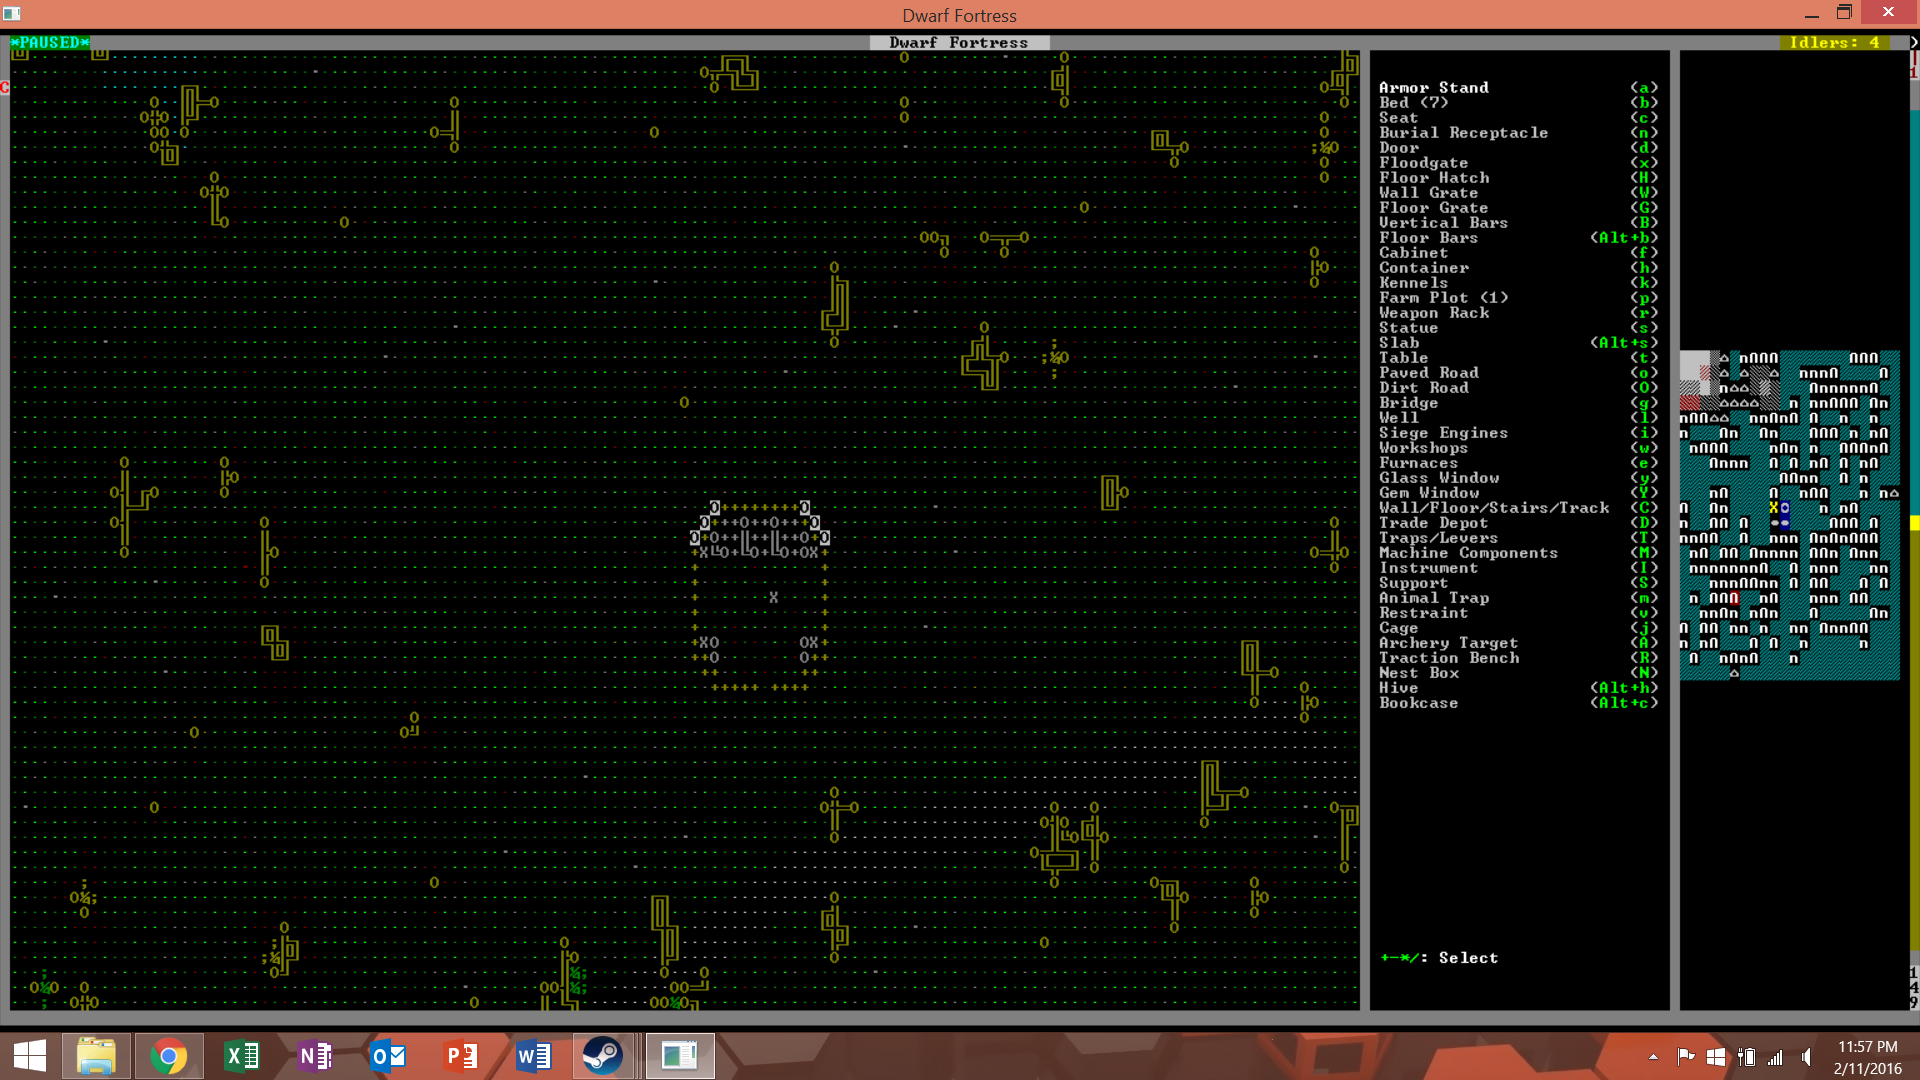 Dwarf Fortress
*PAUSED*
Dwarf Fortress
Idlers: 4
Armor Stand (a)
Bed (7) (b)
Seat (c)
Burial Receptacle (n)
Door (d)
Floodgate (x)
Floor Hatch (H)
Wall Grate (W)
Floor Grate (G)
Vertical Bars (B)
Floor Bars (Alt+b)
Cabinet (f)
Container (h)
Kennels (k)
Farm Plot (1) (p)
Weapon Rack (r)
Statue (s)
Slab (Alt+s)
Table (t)
Paved Road (o)
Dirt Road (O)
Bridge (g)
Well (l)
Siege Engines (i)
Workshops (w)
Furnaces (e)
Glass Window (y)
Gem Window (Y)
Wall/Floor/Stairs/Track (C)
Trade Depot (D)
Traps/Levers (T)
Machine Components (M)
Instrument (I)
Support (S)
Animal Trap (m)
Restraint (v)
Cage (j)
Archery Target (A)
Traction Bench (R)
Nest Box (N)
Hive (Alt+h)
Bookcase (Alt+c)
+-*/: Select
149
11:57 PM
2/11/2016